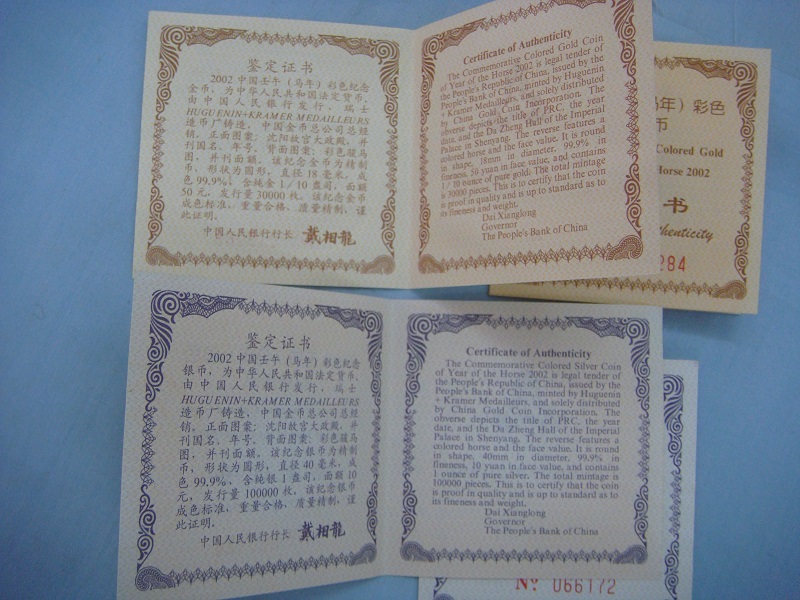 鉴定证书
2002中国壬午（马年）彩色纪念
金币，为中华人民共和国法定货币，
由中国人民银行发行，瑞士
HUGUENIN+KRAMER MEDAILLEURS
造币厂铸造，中国金币总公司总经
销。正面图案：沈阳故宫大政殿，并
刊国名、年号。背面图案：彩色骏马
图，并刊面额。该纪念金币为精制
币，形状为圆形，直径18毫米，成
色99.9%，含纯金1/10盎司，面额
50元，发行量30000枚。该纪念金币
成色标准，重量合格，质量精制，谨
此证明。
中国人民银行行长 戴相龍
Certificate of Authenticity
The Commemorative Colored Gold Coin
of Year of the Horse 2002 is legal tender of
the People's Republic of China, issued by the
People's Bank of China, minted by Huguenin
+ Kramer Medailleurs, and solely distributed
by China Gold Coin Incorporation. The
obverse depicts the title of PRC, the year
date, and the Da Zheng Hall of the Imperial
Palace in Shenyang. The reverse features a
colored horse and the face value. It is round
in shape, 18mm in diameter, 99.9% in
fineness, 50 yuan in face value, and contains
1/10 ounce of pure gold. The total mintage
is 30000 pieces. This is to certify that the coin
is proof in quality and is up to standard as to
its fineness and weight.
Dai Xianglong
Governor
The People's Bank of China
马年）彩色
币
Colored Gold
Horse 2002
书
thenticity
284
鉴定证书
2002中国壬午（马年）彩色纪念
银币，为中华人民共和国法定货币，
由中国人民银行发行，瑞士
HUGUENIN+KRAMER MEDAILLEURS
造币厂铸造，中国金币总公司总经
销。正面图案：沈阳故宫大政殿，并
刊国名、年号。背面图案：彩色骏马
图，并刊面额。该纪念银币为精制
币，形状为圆形，直径40毫米，成
色99.9%，含纯银1盎司，面额10
元，发行量100000枚。该纪念银币
成色标准，重量合格，质量精制，谨
此证明。
中国人民银行行长 戴相龍
Certificate of Authenticity
The Commemorative Colored Silver Coin
of Year of the Horse 2002 is legal tender of
the People's Republic of China, issued by the
People's Bank of China, minted by Huguenin
+ Kramer Medailleurs, and solely distributed
by China Gold Coin Incorporation. The
obverse depicts the title of PRC, the year
date, and the Da Zheng Hall of the Imperial
Palace in Shenyang. The reverse features a
colored horse and the face value. It is round
in shape, 40mm in diameter, 99.9% in
fineness, 10 yuan in face value, and contains
1 ounce of pure silver. The total mintage is
100000 pieces. This is to certify that the coin
is proof in quality and is up to standard as to
its fineness and weight.
Dai Xianglong
Governor
The People's Bank of China
Nº 066172